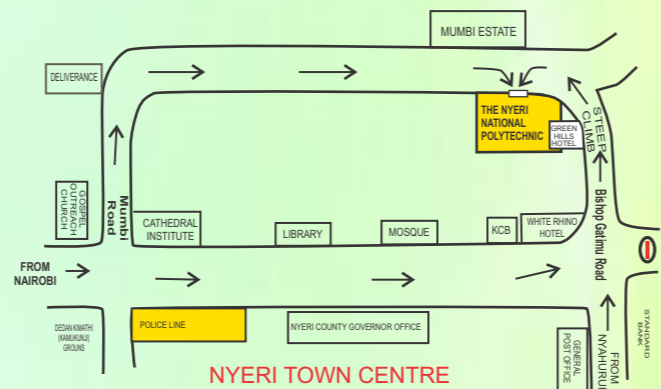 MUMBI ESTATE
DELIVERANCE
THE NYERI
NATIONAL
POLYTECHNIC
GREEN
HILLS
HOTEL
STEEP
CLIMB
GOSPEL
OUTREACH
CHURCH
Mumbi
Road
CATHEDRAL
INSTITUTE
LIBRARY
MOSQUE
KCB
WHITE RHINO
HOTEL
Bishop Gatimu Road
FROM
NAIROBI
DEDAN KIMATHI
(KAMUKUNJI)
GROUNS
POLICE LINE
NYERI COUNTY GOVERNOR OFFICE
GENERAL
POST OFFICE
FROM
NYAHURU
STANDARD
BANK
NYERI TOWN CENTRE